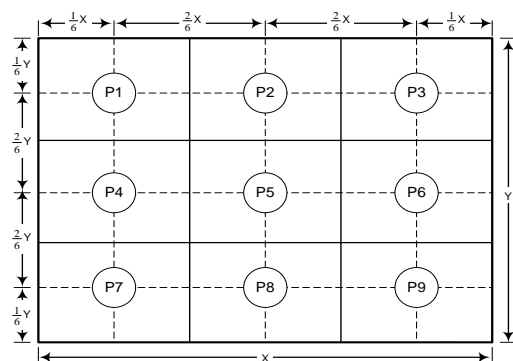 1/6 X 2/6 X 2/6 X 1/6 X
1/6 Y
P1 P2 P3
2/6 Y
P4 P5 P6 Y
2/6 Y
P7 P8 P9
1/6 Y
X